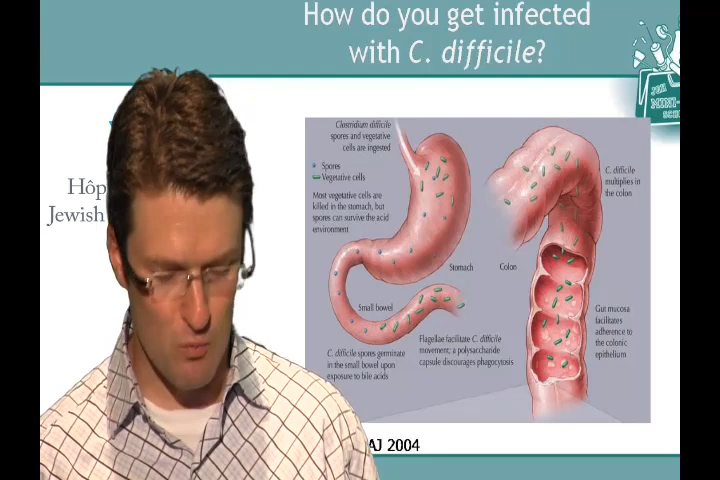 How do you get infected
with C. difficile?
JGH
MINI-
Hôp
Jewish
Clostridium difficile
spores and vegetative
cells are ingested
Spores
Vegetative cells
Most vegetative cells are
killed in the stomach, but
spores can survive the acid
environment
Stomach
Small bowel
C. difficile spores germinate
in the small bowel upon
exposure to bile acids
Flagellae facilitate C. difficile
movement; a polysaccharide
capsule discourages phagocytosis
Colon
C. difficile
multiplies in
the colon
Gut mucosa
facilitates
adherence to
the colonic
epithelium
AJ 2004